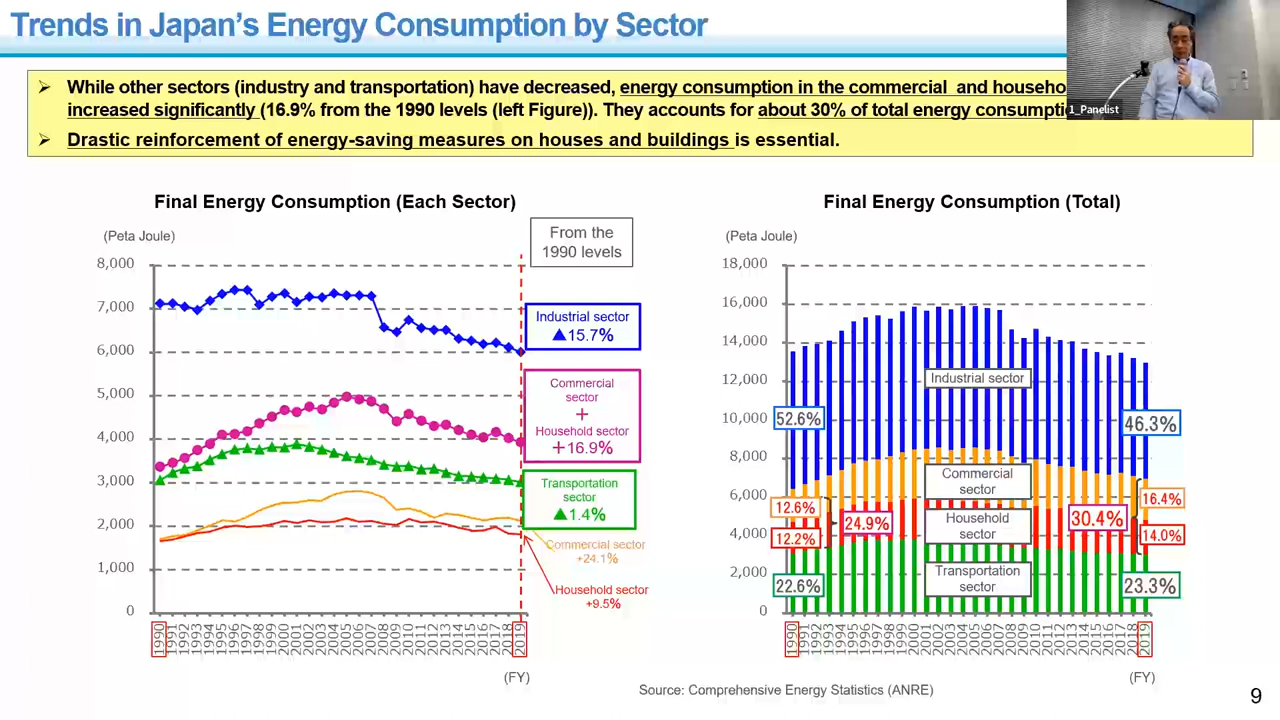 Trends in Japan's Energy Consumption by Sector
1_Panelist
➢ While other sectors (industry and transportation) have decreased, energy consumption in the commercial and househo
increased significantly (16.9% from the 1990 levels (left Figure)). They accounts for about 30% of total energy consumpti
➢ Drastic reinforcement of energy-saving measures on houses and buildings is essential.
Final Energy Consumption (Each Sector)
(Peta Joule)
From the
1990 levels
8,000
7,000
6,000
5,000
4,000
3,000
2,000
1,000
0
Industrial sector
▲15.7%
Commercial
sector
+
Household sector
+16.9%
Transportation
sector
▲1.4%
Commercial sector
+24.1%
Household sector
+9.5%
1990 1991 1992 1993 1994 1995 1996 1997 1998 1999 2000 2001 2002 2003 2004 2005 2006 2007 2008 2009 2010 2011 2012 2013 2014 2015 2016 2017 2018 2019
(FY)
Final Energy Consumption (Total)
(Peta Joule)
18,000
16,000
14,000
12,000
10,000
8,000
6,000
4,000
2,000
0
Industrial sector
52.6%
46.3%
Commercial
sector
12.6%
16.4%
24.9%
30.4%
Household
sector
12.2%
14.0%
Transportation
sector
22.6%
23.3%
1990 1991 1992 1993 1994 1995 1996 1997 1998 1999 2000 2001 2002 2003 2004 2005 2006 2007 2008 2009 2010 2011 2012 2013 2014 2015 2016 2017 2018 2019
(FY)
Source: Comprehensive Energy Statistics (ANRE)
9